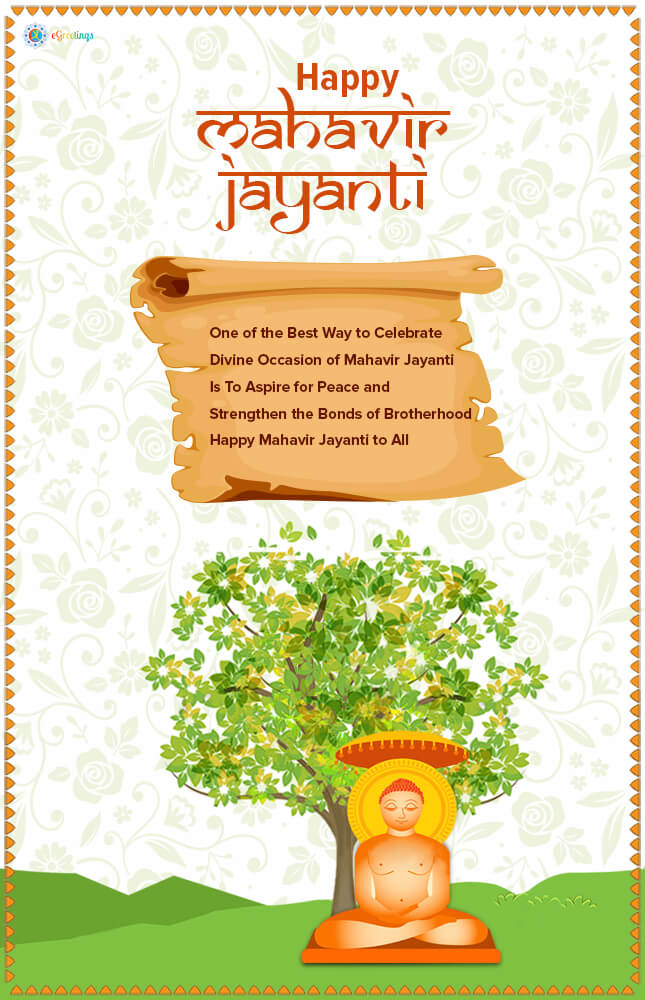 eGreetings
Happy
Mahavir
Jayanti
One of the Best Way to Celebrate
Divine Occasion of Mahavir Jayanti
Is To Aspire for Peace and
Strengthen the Bonds of Brotherhood
Happy Mahavir Jayanti to All